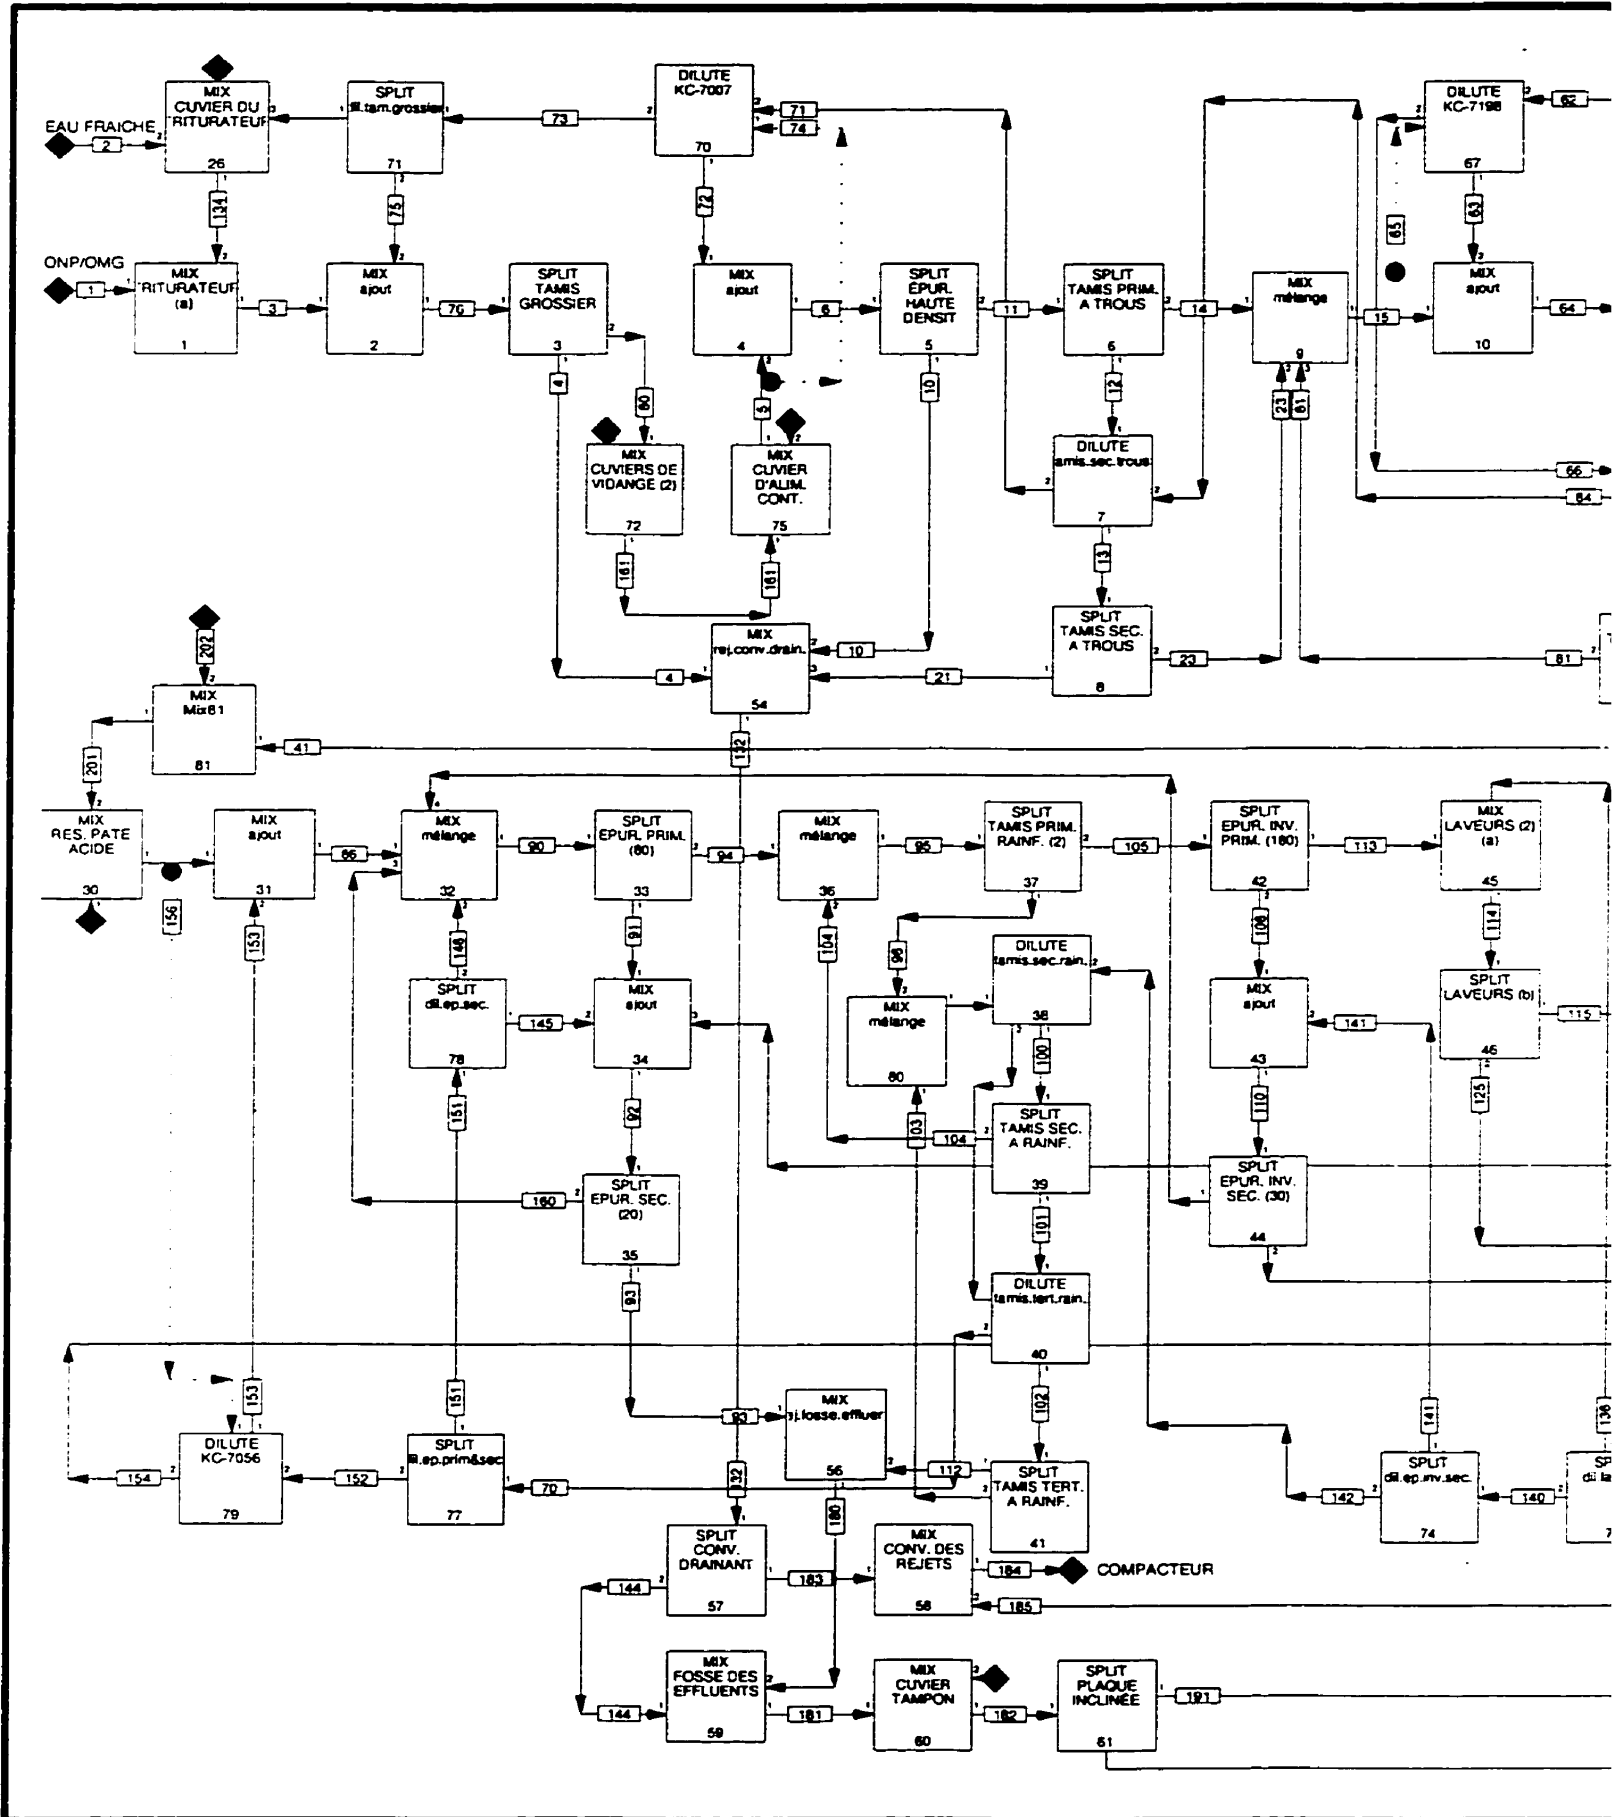 MIX
CUVIER DU
TRITURATEUR
26
SPLIT
dil.tam.grossier
71
DILUTE
KC-7007
70
DILUTE
KC-7198
67
EAU FRAICHE
2
73
71
74
62
134
75
72
63
65
ONP/OMG
1
MIX
TRITURATEUR
(a)
1
3
MIX
ajout
2
76
SPLIT
TAMIS
GROSSIER
3
MIX
ajout
4
6
SPLIT
ÉPUR.
HAUTE
DENSIT
5
11
SPLIT
TAMIS PRIM.
A TROUS
6
14
MIX
mélange
9
15
MIX
ajout
10
64
4
80
5
10
12
23
81
MIX
CUVIERS DE
VIDANGE (2)
72
MIX
CUVIER
D'ALIM.
CONT.
75
DILUTE
tamis.sec.trous
7
66
84
161
161
13
202
MIX
rej.conv.drain.
54
10
4
21
SPLIT
TAMIS SEC.
A TROUS
8
23
81
MIX
Mix81
81
41
132
201
MIX
RES. PATE
ACIDE
30
MIX
ajout
31
86
MIX
mélange
32
90
SPLIT
EPUR. PRIM.
(80)
33
94
MIX
mélange
36
95
SPLIT
TAMIS PRIM.
RAINF. (2)
37
105
SPLIT
EPUR. INV.
PRIM. (180)
42
113
MIX
LAVEURS (2)
(a)
45
156
153
146
91
104
98
106
114
SPLIT
dil.ep.sec.
78
145
MIX
ajout
34
MIX
mélange
80
DILUTE
tamis.sec.rain.
38
MIX
ajout
43
141
SPLIT
LAVEURS (b)
46
115
151
92
103
100
110
125
104
SPLIT
TAMIS SEC.
A RAINF.
39
SPLIT
EPUR. SEC.
(20)
35
160
SPLIT
EPUR. INV.
SEC. (30)
44
93
101
DILUTE
tamis.tert.rain.
40
153
151
102
141
136
93
MIX
rej.fosse.effluer
56
DILUTE
KC-7056
79
154
152
SPLIT
dil.ep.prim&sec
77
70
132
112
SPLIT
TAMIS TERT.
A RAINF.
41
142
SPLIT
dil.ep.inv.sec.
74
140
180
SPLIT
CONV.
DRAINANT
57
144
183
MIX
CONV. DES
REJETS
58
184
COMPACTEUR
185
MIX
FOSSE DES
EFFLUENTS
59
144
181
MIX
CUVIER
TAMPON
60
182
SPLIT
PLAQUE
INCLINÉE
61
191